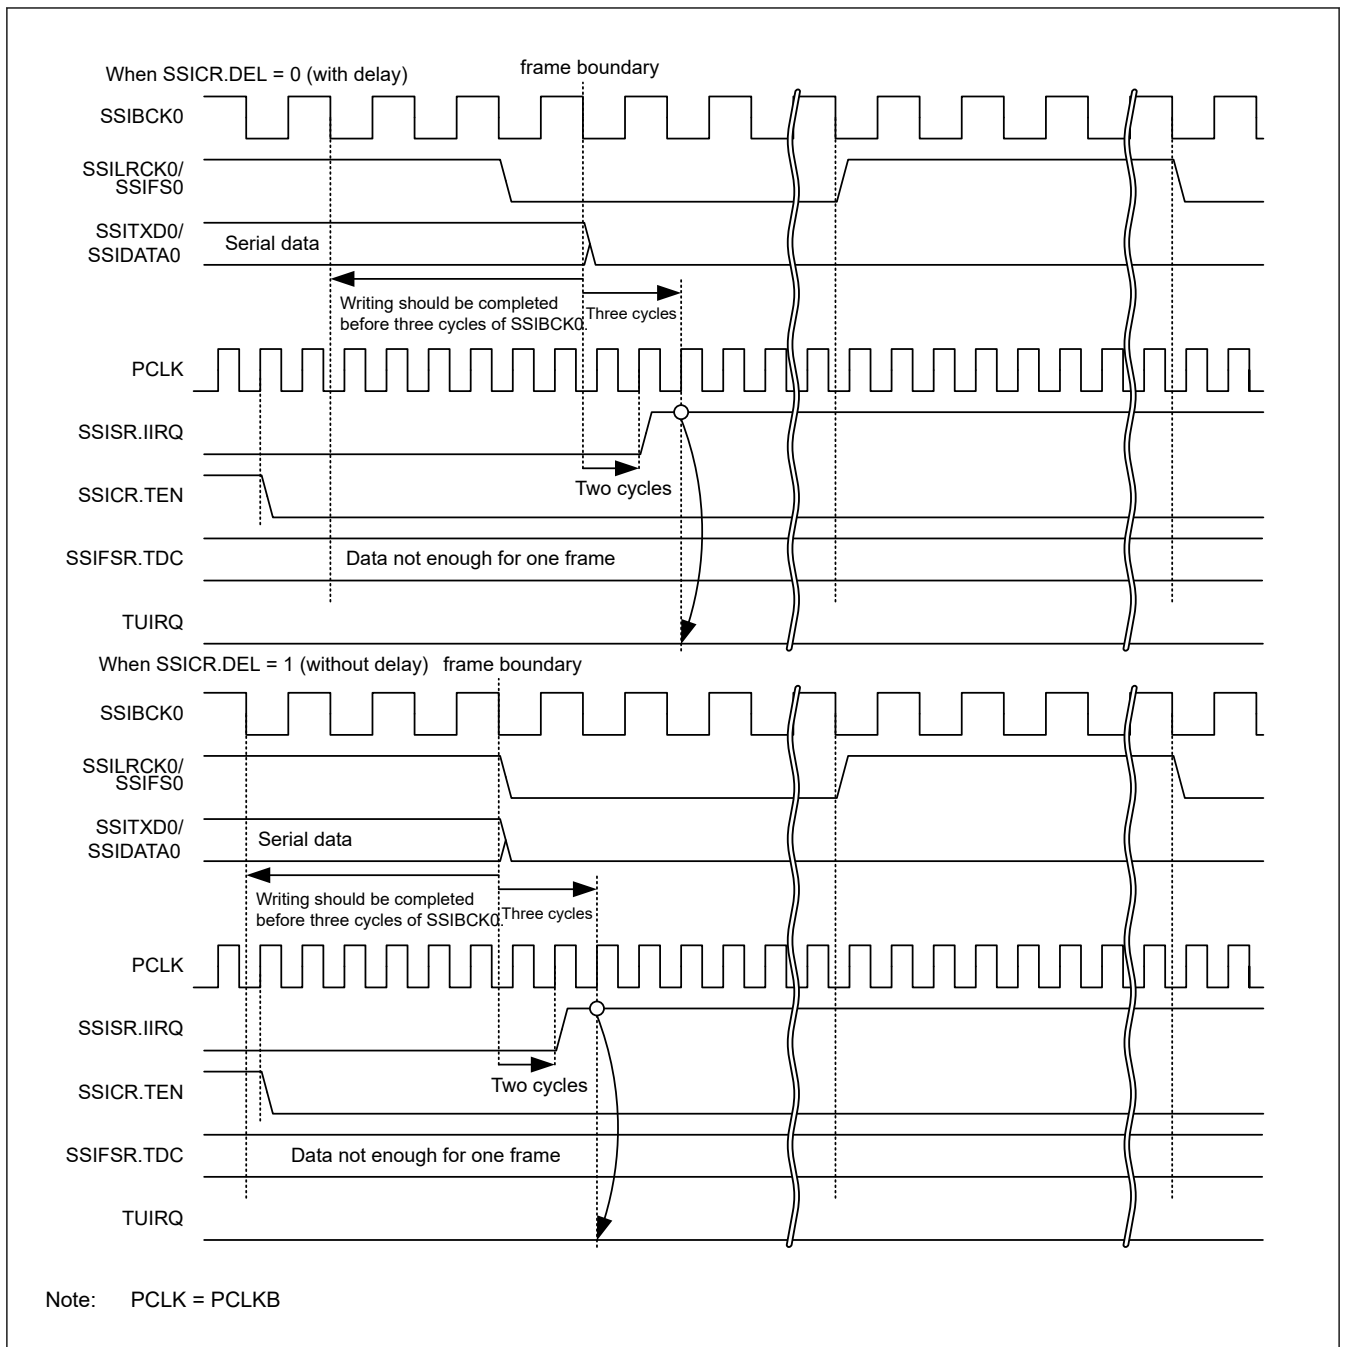 When SSICR.DEL = 0 (with delay)
frame boundary
SSIBCK0
SSILRCK0/
SSIFS0
SSITXD0/
SSIDATA0
Serial data
Writing should be completed
before three cycles of SSIBCK0.
Three cycles
PCLK
SSISR.IIRQ
Two cycles
SSICR.TEN
SSIFSR.TDC
Data not enough for one frame
TUIRQ
When SSICR.DEL = 1 (without delay)
frame boundary
SSIBCK0
SSILRCK0/
SSIFS0
SSITXD0/
SSIDATA0
Serial data
Writing should be completed
before three cycles of SSIBCK0.
Three cycles
PCLK
SSISR.IIRQ
Two cycles
SSICR.TEN
SSIFSR.TDC
Data not enough for one frame
TUIRQ
Note: PCLK = PCLKB